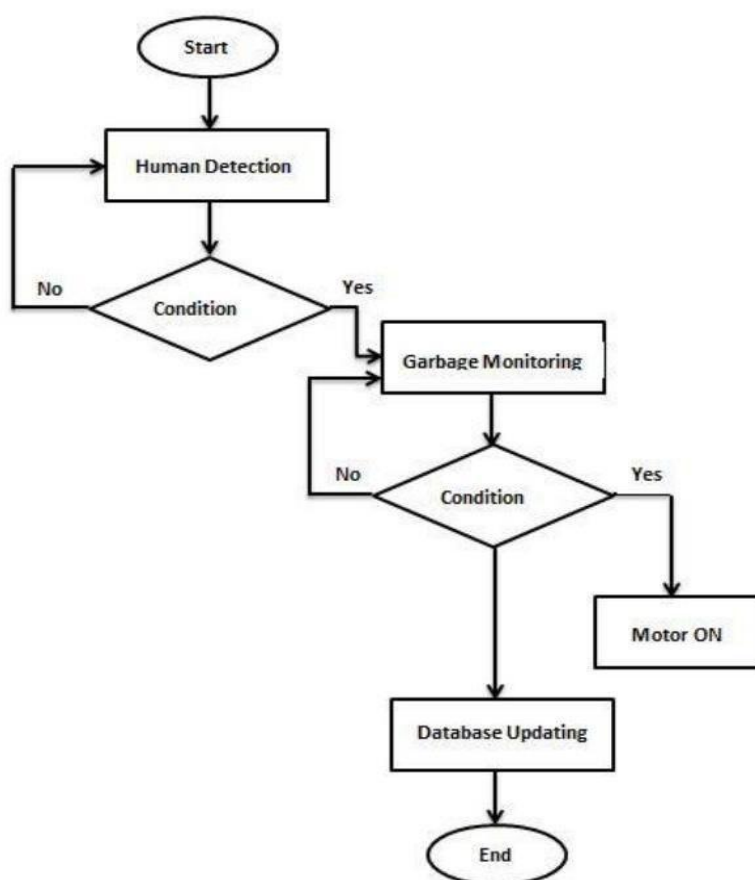 Start
Human Detection
No
Condition
Yes
Garbage Monitoring
No
Condition
Yes
Motor ON
Database Updating
End